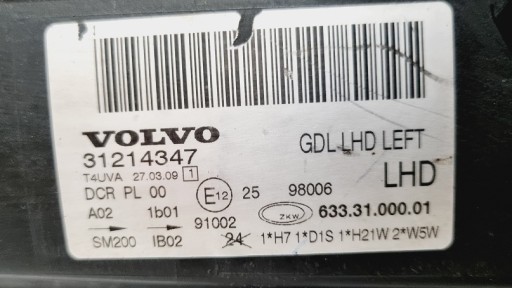 VOLVO
31214347
GDL LHD LEFT
T4UVA 27.03.09 1
LHD
DCR PL 00 E12 25 98006
A02 1b01 91002 ZKW 633.31.000.01
SM200 IB02 24 1*H7 1*D1S 1*H21W 2*W5W